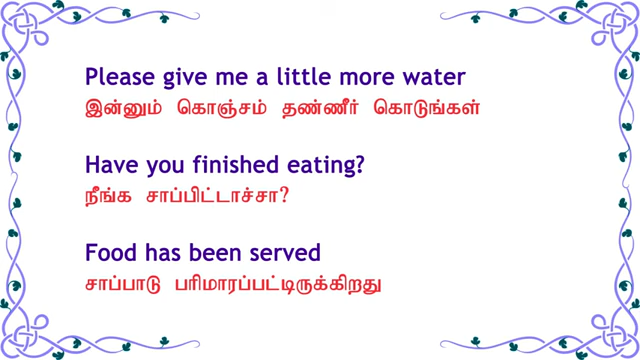 Please give me a little more water
இன்னும் கொஞ்சம் தண்ணீர் கொடுங்கள்
Have you finished eating?
நீங்க சாப்பிட்டாச்சா?
Food has been served
சாப்பாடு பரிமாரப்பட்டிருக்கிறது